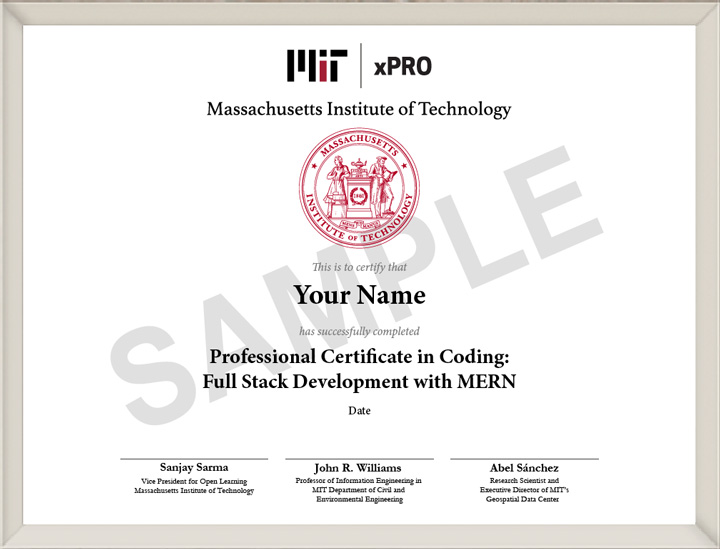 MIT xPRO
Massachusetts Institute of Technology
MASSACHUSETTS
INSTITUTE OF TECHNOLOGY
SAMPLE
This is to certify that
Your Name
has successfully completed
Professional Certificate in Coding:
Full Stack Development with MERN
Date
Sanjay Sarma
Vice President for Open Learning
Massachusetts Institute of Technology
John R. Williams
Professor of Information Engineering in
MIT Department of Civil and
Environmental Engineering
Abel Sánchez
Research Scientist and
Executive Director of MIT's
Geospatial Data Center